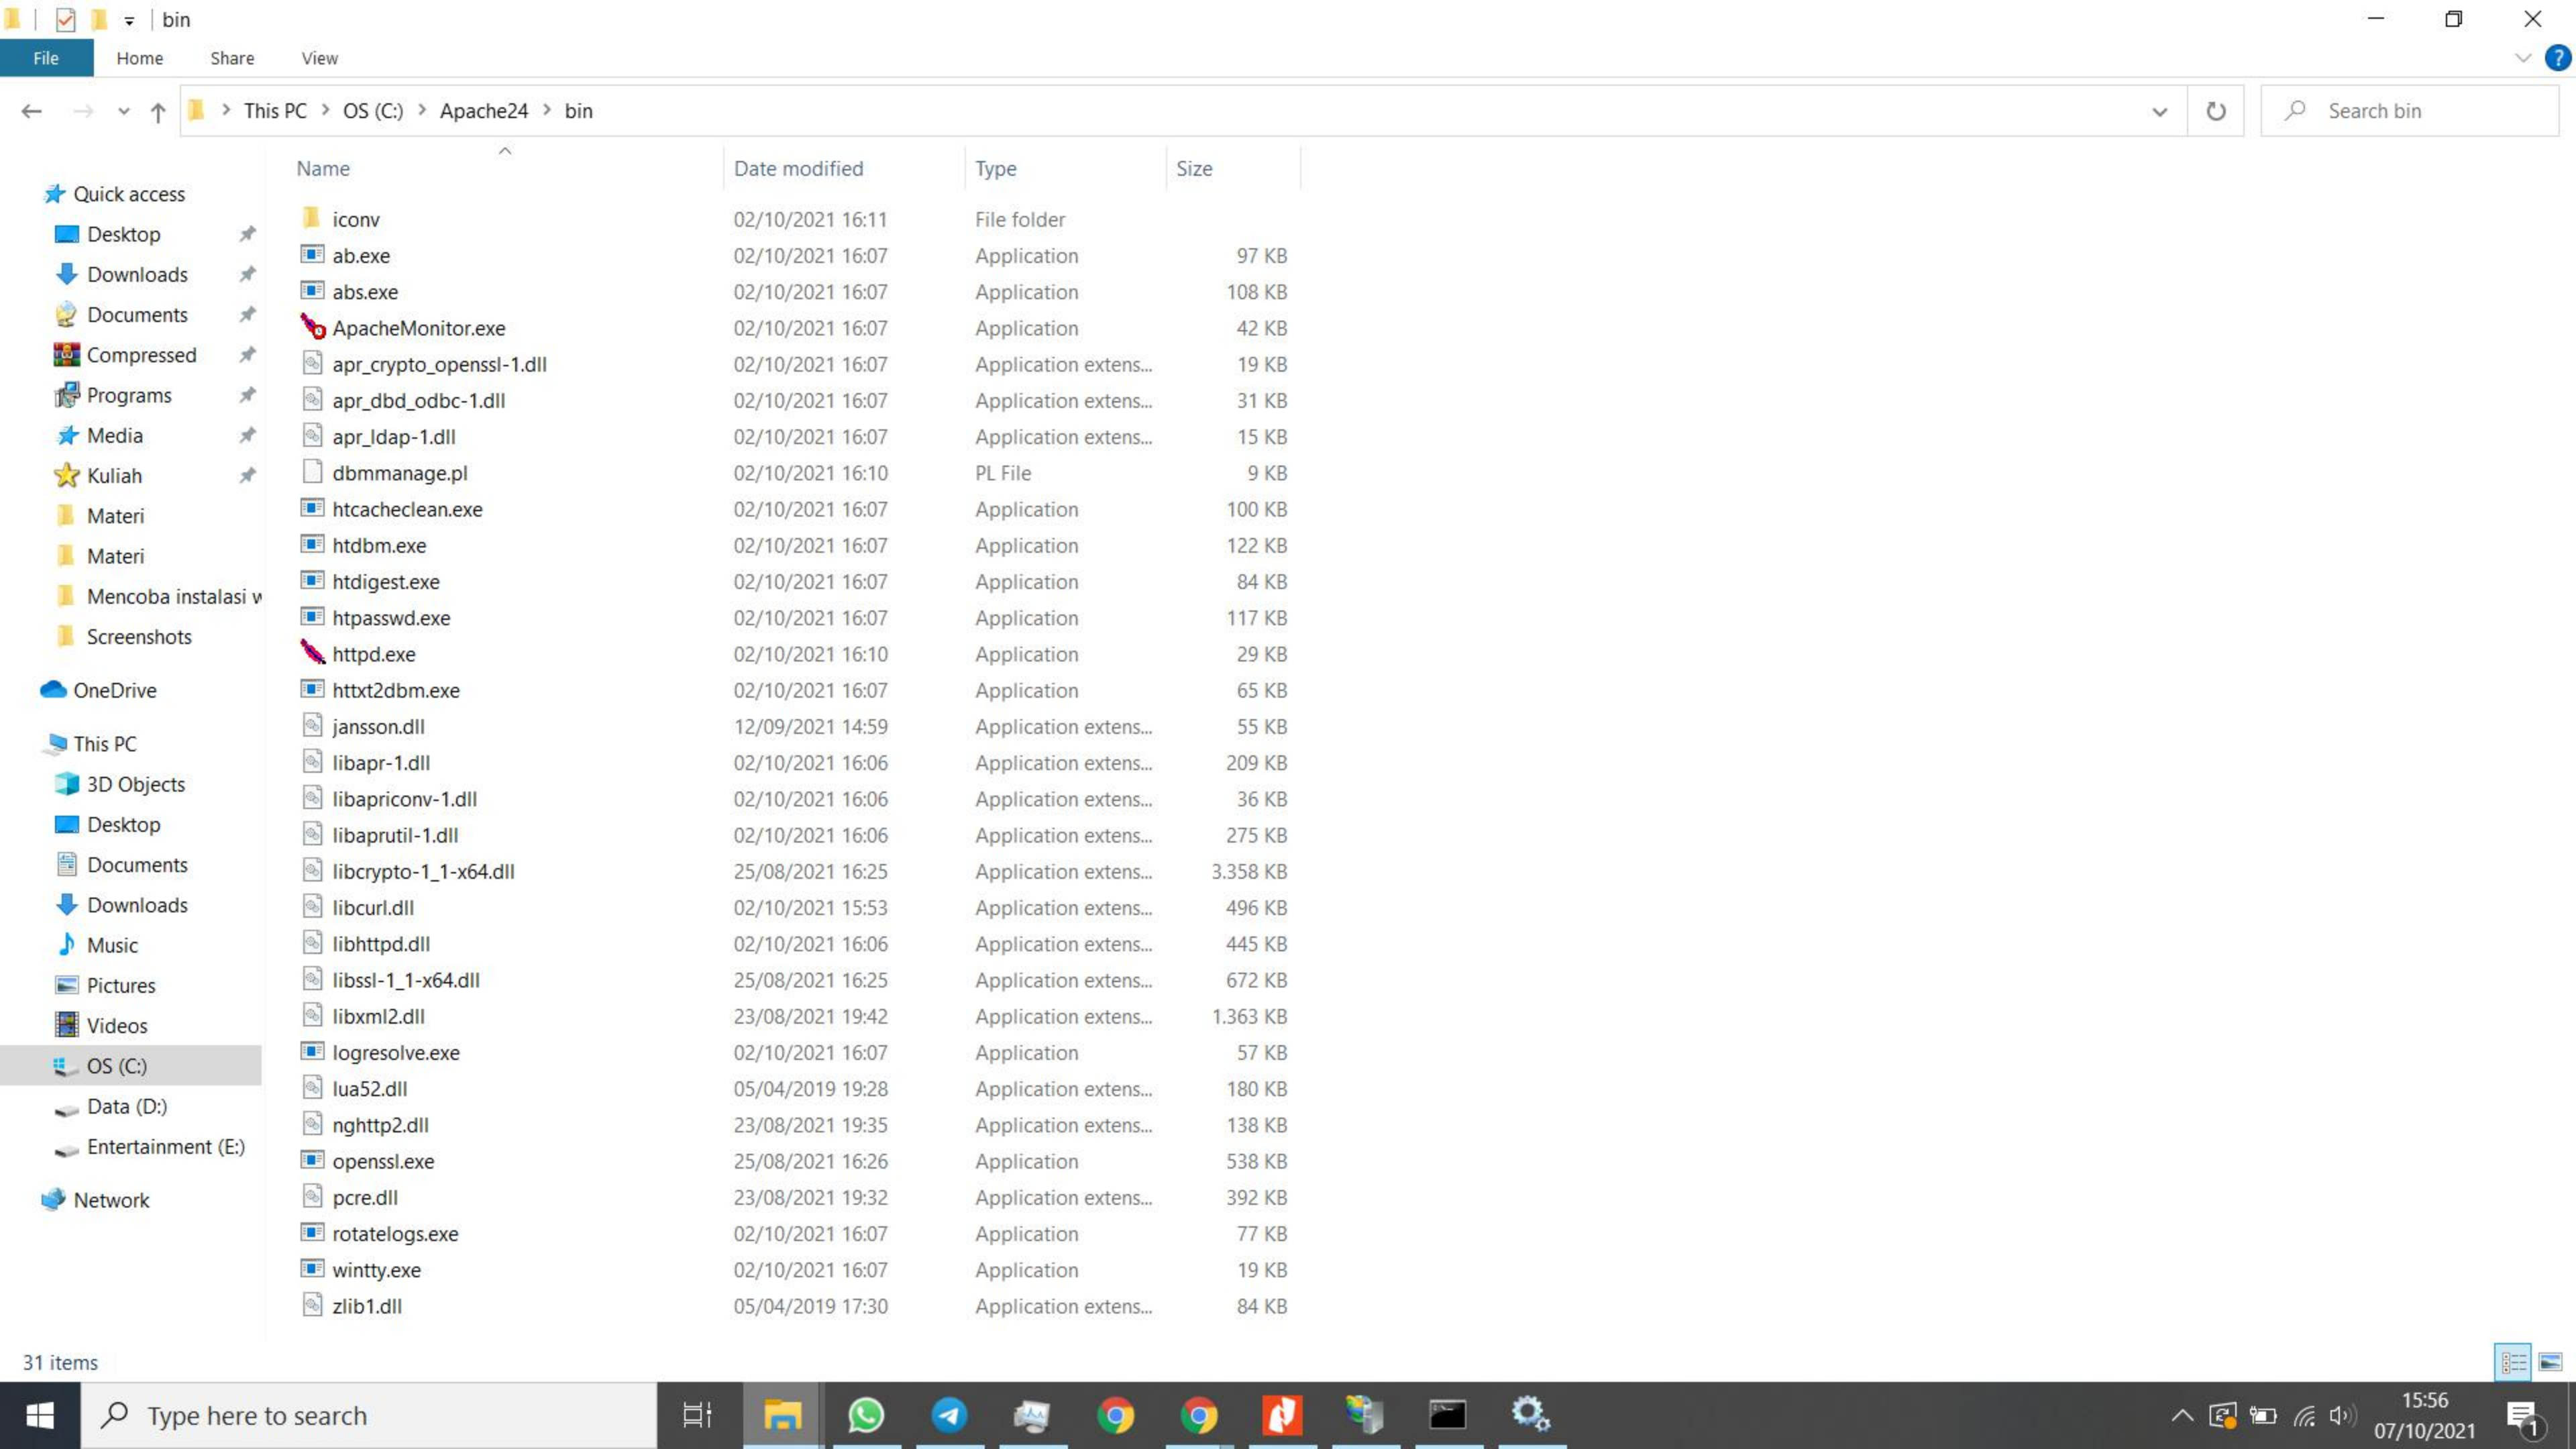 bin
File Home Share View
This PC > OS (C:) > Apache24 > bin
Search bin
Name Date modified Type Size
Quick access
Desktop
Downloads
Documents
Compressed
Programs
Media
Kuliah
Materi
Materi
Mencoba instalasi w
Screenshots
OneDrive
This PC
3D Objects
Desktop
Documents
Downloads
Music
Pictures
Videos
OS (C:)
Data (D:)
Entertainment (E:)
Network
iconv 02/10/2021 16:11 File folder
ab.exe 02/10/2021 16:07 Application 97 KB
abs.exe 02/10/2021 16:07 Application 108 KB
ApacheMonitor.exe 02/10/2021 16:07 Application 42 KB
apr_crypto_openssl-1.dll 02/10/2021 16:07 Application extens... 19 KB
apr_dbd_odbc-1.dll 02/10/2021 16:07 Application extens... 31 KB
apr_ldap-1.dll 02/10/2021 16:07 Application extens... 15 KB
dbmmanage.pl 02/10/2021 16:10 PL File 9 KB
htcacheclean.exe 02/10/2021 16:07 Application 100 KB
htdbm.exe 02/10/2021 16:07 Application 122 KB
htdigest.exe 02/10/2021 16:07 Application 84 KB
htpasswd.exe 02/10/2021 16:07 Application 117 KB
httpd.exe 02/10/2021 16:10 Application 29 KB
httxt2dbm.exe 02/10/2021 16:07 Application 65 KB
jansson.dll 12/09/2021 14:59 Application extens... 55 KB
libapr-1.dll 02/10/2021 16:06 Application extens... 209 KB
libapriconv-1.dll 02/10/2021 16:06 Application extens... 36 KB
libaprutil-1.dll 02/10/2021 16:06 Application extens... 275 KB
libcrypto-1_1-x64.dll 25/08/2021 16:25 Application extens... 3.358 KB
libcurl.dll 02/10/2021 15:53 Application extens... 496 KB
libhttpd.dll 02/10/2021 16:06 Application extens... 445 KB
libssl-1_1-x64.dll 25/08/2021 16:25 Application extens... 672 KB
libxml2.dll 23/08/2021 19:42 Application extens... 1.363 KB
logresolve.exe 02/10/2021 16:07 Application 57 KB
lua52.dll 05/04/2019 19:28 Application extens... 180 KB
nghttp2.dll 23/08/2021 19:35 Application extens... 138 KB
openssl.exe 25/08/2021 16:26 Application 538 KB
pcre.dll 23/08/2021 19:32 Application extens... 392 KB
rotatelogs.exe 02/10/2021 16:07 Application 77 KB
wintty.exe 02/10/2021 16:07 Application 19 KB
zlib1.dll 05/04/2019 17:30 Application extens... 84 KB
31 items
Type here to search
15:56
07/10/2021
1